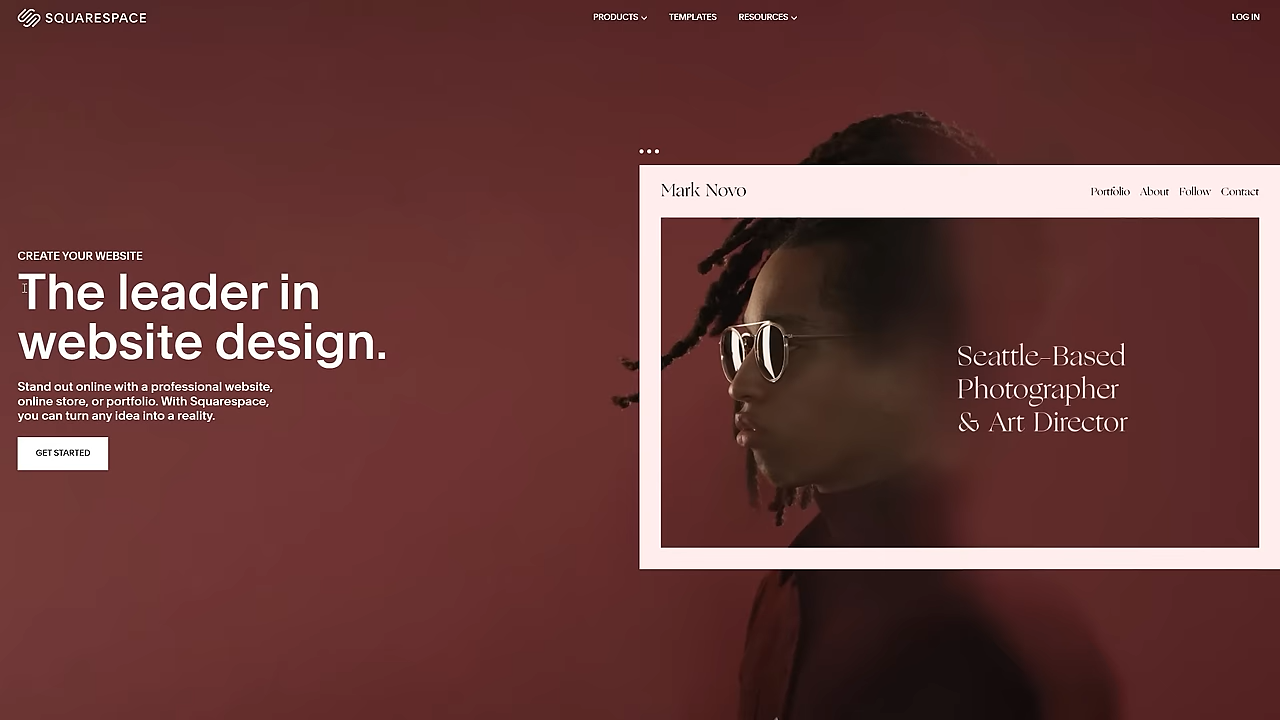 SQUARESPACE
PRODUCTS
TEMPLATES
RESOURCES
LOG IN
CREATE YOUR WEBSITE
The leader in
website design.
Stand out online with a professional website,
online store, or portfolio. With Squarespace,
you can turn any idea into a reality.
GET STARTED
Mark Novo
Portfolio About Follow Contact
Seattle-Based
Photographer
& Art Director